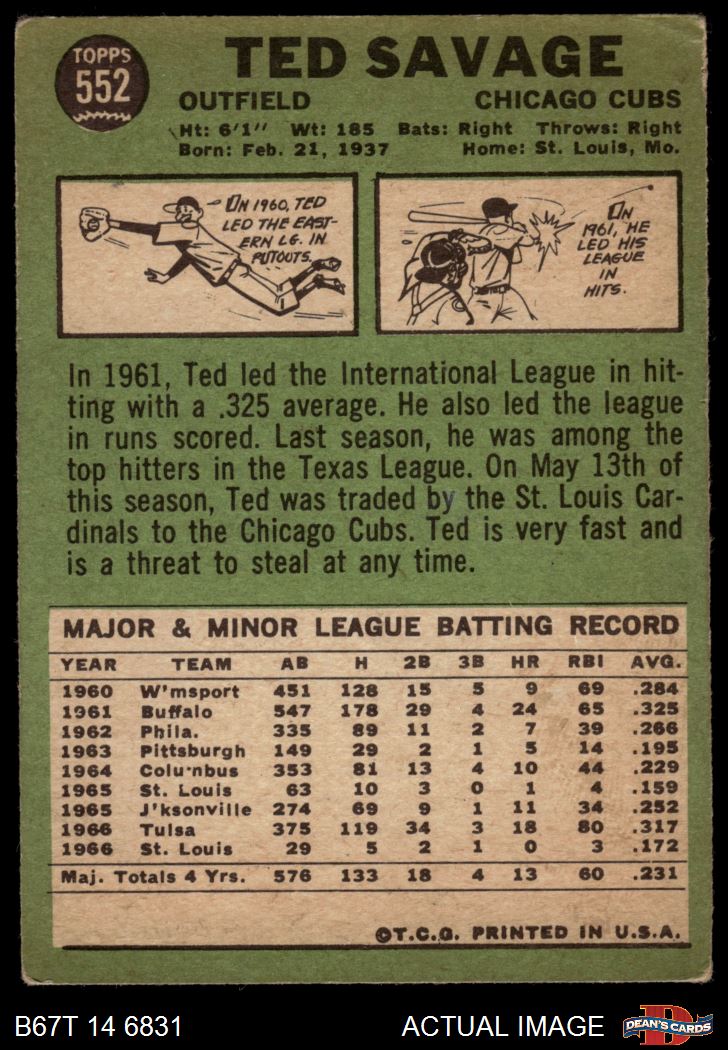 TOPPS
552
TED SAVAGE
OUTFIELD CHICAGO CUBS
Ht: 6'1" Wt: 185 Bats: Right Throws: Right
Born: Feb. 21, 1937 Home: St. Louis, Mo.
IN 1960, TED
LED THE EAST-
ERN LG. IN
PUTOUTS.
IN
1961, HE
LED HIS
LEAGUE
IN
HITS.
In 1961, Ted led the International League in hit-
ting with a .325 average. He also led the league
in runs scored. Last season, he was among the
top hitters in the Texas League. On May 13th of
this season, Ted was traded by the St. Louis Car-
dinals to the Chicago Cubs. Ted is very fast and
is a threat to steal at any time.
MAJOR & MINOR LEAGUE BATTING RECORD
YEAR TEAM AB H 2B 3B HR RBI AVG.
1960 W'msport 451 128 15 5 9 69 .284
1961 Buffalo 547 178 29 4 24 65 .325
1962 Phila. 335 89 11 2 7 39 .266
1963 Pittsburgh 149 29 2 1 5 14 .195
1964 Columbus 353 81 13 4 10 44 .229
1965 St. Louis 63 10 3 0 1 4 .159
1965 J'ksonville 274 69 9 1 11 34 .252
1966 Tulsa 375 119 34 3 18 80 .317
1966 St. Louis 29 5 2 1 0 3 .172
Maj. Totals 4 Yrs. 576 133 18 4 13 60 .231
©T.C.G. PRINTED IN U.S.A.
B67T 14 6831 ACTUAL IMAGE
D
DEAN'S CARDS